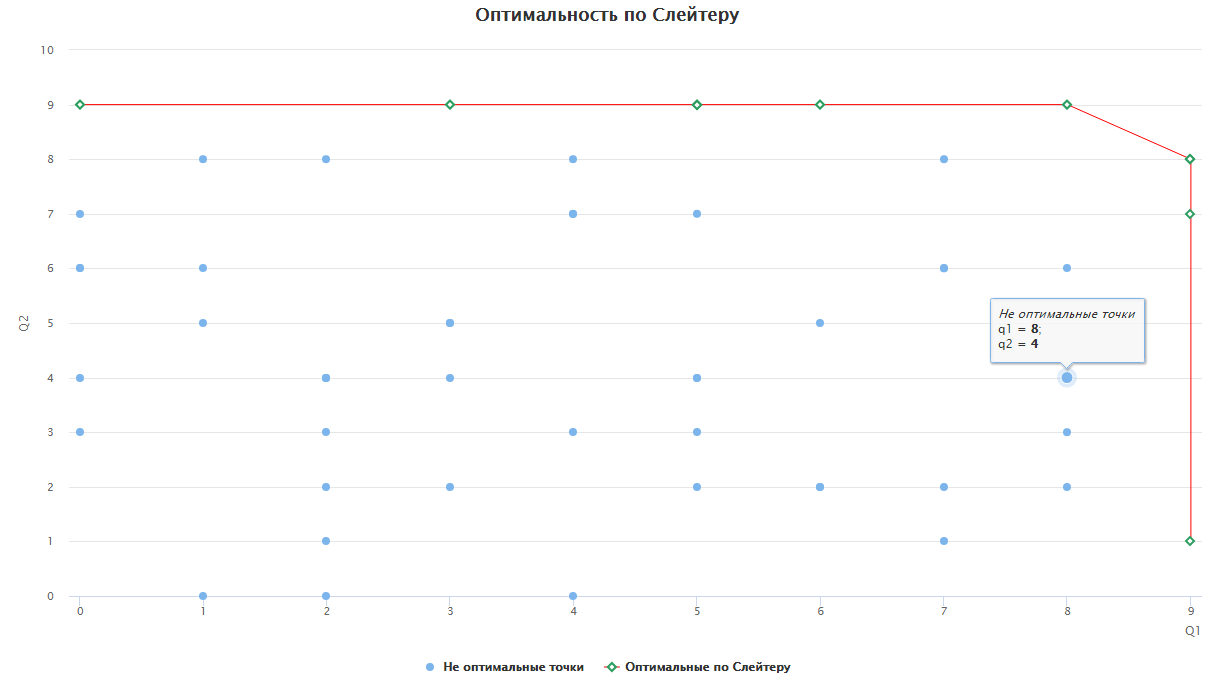 Оптимальность по Слейтеру
10
9
8
7
6
5
4
3
2
1
0
Q2
Не оптимальные точки
q1 = 8;
q2 = 4
0 1 2 3 4 5 6 7 8 9
Q1
Не оптимальные точки Оптимальные по Слейтеру